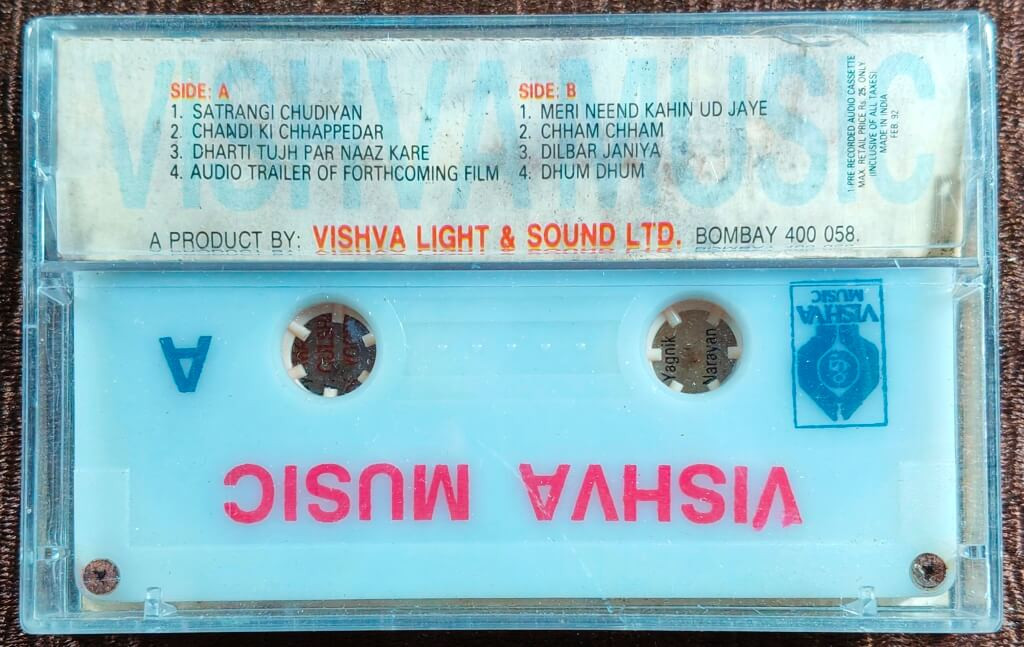 VISHVA MUSIC
SIDE: A
1. SATRANGI CHUDIYAN
2. CHANDI KI CHHAPPEDAR
3. DHARTI TUJH PAR NAAZ KARE
4. AUDIO TRAILER OF FORTHCOMING FILM
SIDE: B
1. MERI NEEND KAHIN UD JAYE
2. CHHAM CHHAM
3. DILBAR JANIYA
4: DHUM DHUM
1 PRE RECORDED AUDIO CASSETTE
MAX. RETAIL PRICE Rs. 25. ONLY
(INCLUSIVE OF ALL TAXES)
MADE IN INDIA
FEB. 92
A PRODUCT BY: VISHVA LIGHT & SOUND LTD. BOMBAY 400 058.
A
Yagnik
Narayan
VISHVA
MUSIC
VISHVA MUSIC